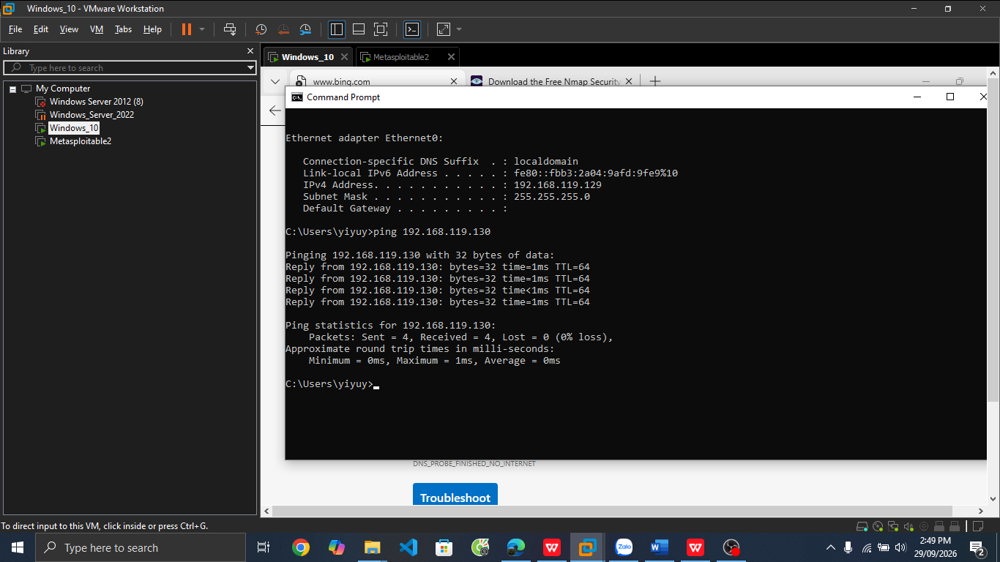 Windows_10 - VMware Workstation
File Edit View VM Tabs Help
Library
Type here to search
My Computer
Windows Server 2012 (8)
Windows_Server_2022
Windows_10
Metasploitable2
Windows_10 Metasploitable2
www.bing.com Download the Free Nmap Security
C:\. Command Prompt
Ethernet adapter Ethernet0:
Connection-specific DNS Suffix . : localdomain
Link-local IPv6 Address . . . . . : fe80::fbb3:2a04:9afd:9fe9%10
IPv4 Address. . . . . . . . . . . : 192.168.119.129
Subnet Mask . . . . . . . . . . . : 255.255.255.0
Default Gateway . . . . . . . . . :
C:\Users\yiyuy>ping 192.168.119.130
Pinging 192.168.119.130 with 32 bytes of data:
Reply from 192.168.119.130: bytes=32 time=1ms TTL=64
Reply from 192.168.119.130: bytes=32 time=1ms TTL=64
Reply from 192.168.119.130: bytes=32 time<1ms TTL=64
Reply from 192.168.119.130: bytes=32 time=1ms TTL=64
Ping statistics for 192.168.119.130:
Packets: Sent = 4, Received = 4, Lost = 0 (0% loss),
Approximate round trip times in milli-seconds:
Minimum = 0ms, Maximum = 1ms, Average = 0ms
C:\Users\yiyuy>
DNS_PROBE_FINISHED_NO_INTERNET
Troubleshoot
To direct input to this VM, click inside or press Ctrl+G.
Type here to search
Zalo
2:49 PM
29/09/2026
2